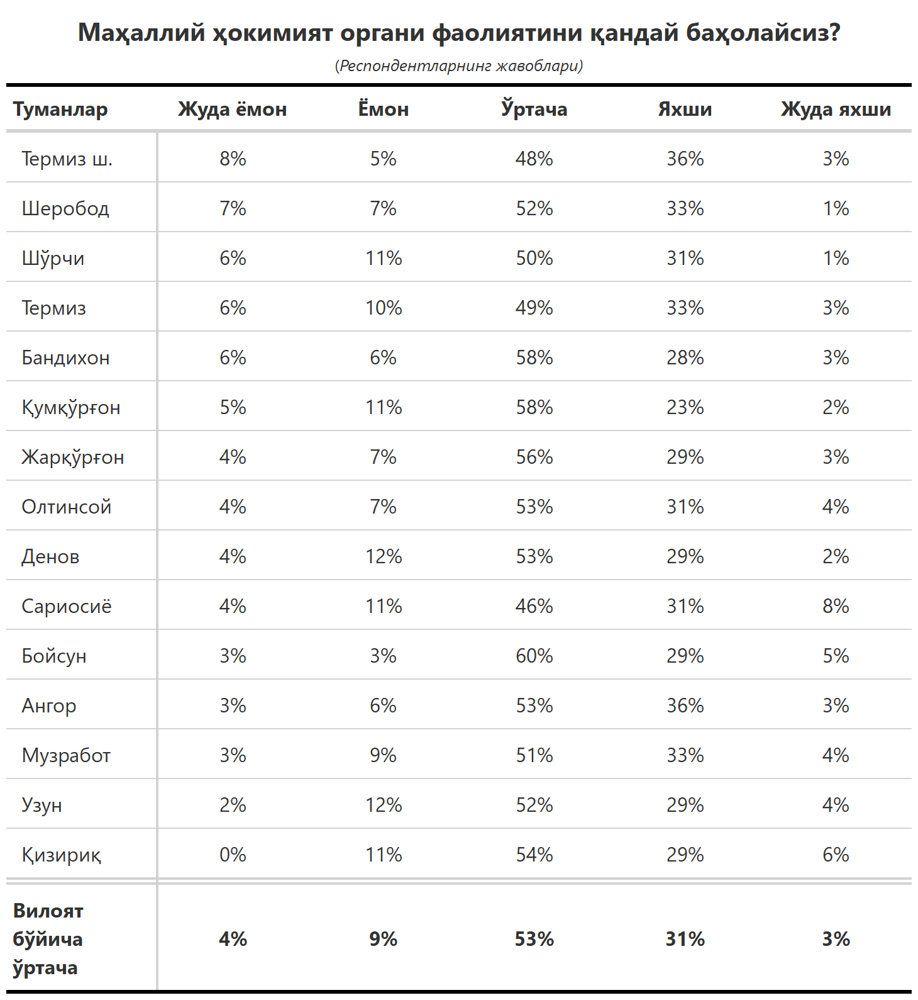 Маҳаллий ҳокимият органи фаолиятини қандай баҳолайсиз?
(Респондентларнинг жавоблари)
Туманлар Жуда ёмон Ёмон Ўртача Яхши Жуда яхши
Термиз ш. 8% 5% 48% 36% 3%
Шеробод 7% 7% 52% 33% 1%
Шўрчи 6% 11% 50% 31% 1%
Термиз 6% 10% 49% 33% 3%
Бандихон 6% 6% 58% 28% 3%
Қумқўрғон 5% 11% 58% 23% 2%
Жарқўрғон 4% 7% 56% 29% 3%
Олтинсой 4% 7% 53% 31% 4%
Денов 4% 12% 53% 29% 2%
Сариосиё 4% 11% 46% 31% 8%
Бойсун 3% 3% 60% 29% 5%
Ангор 3% 6% 53% 36% 3%
Музработ 3% 9% 51% 33% 4%
Узун 2% 12% 52% 29% 4%
Қизириқ 0% 11% 54% 29% 6%
Вилоят
бўйича 4% 9% 53% 31% 3%
ўртача